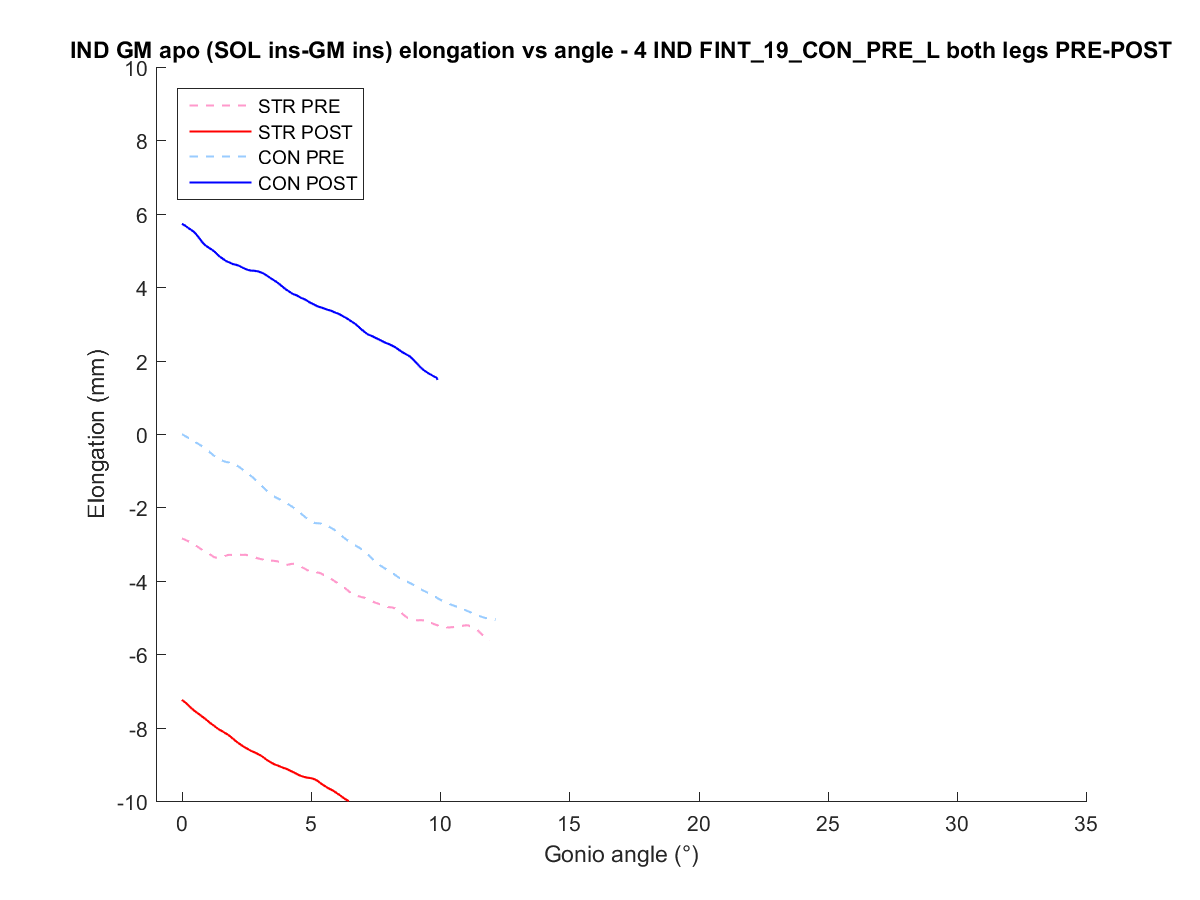 IND GM apo (SOL ins-GM ins) elongation vs angle - 4 IND FINT_19_CON_PRE_L both legs PRE-POST
10
8
6
4
2
0
-2
-4
-6
-8
-10
Elongation (mm)
STR PRE
STR POST
CON PRE
CON POST
0 5 10 15 20 25 30 35
Gonio angle (°)